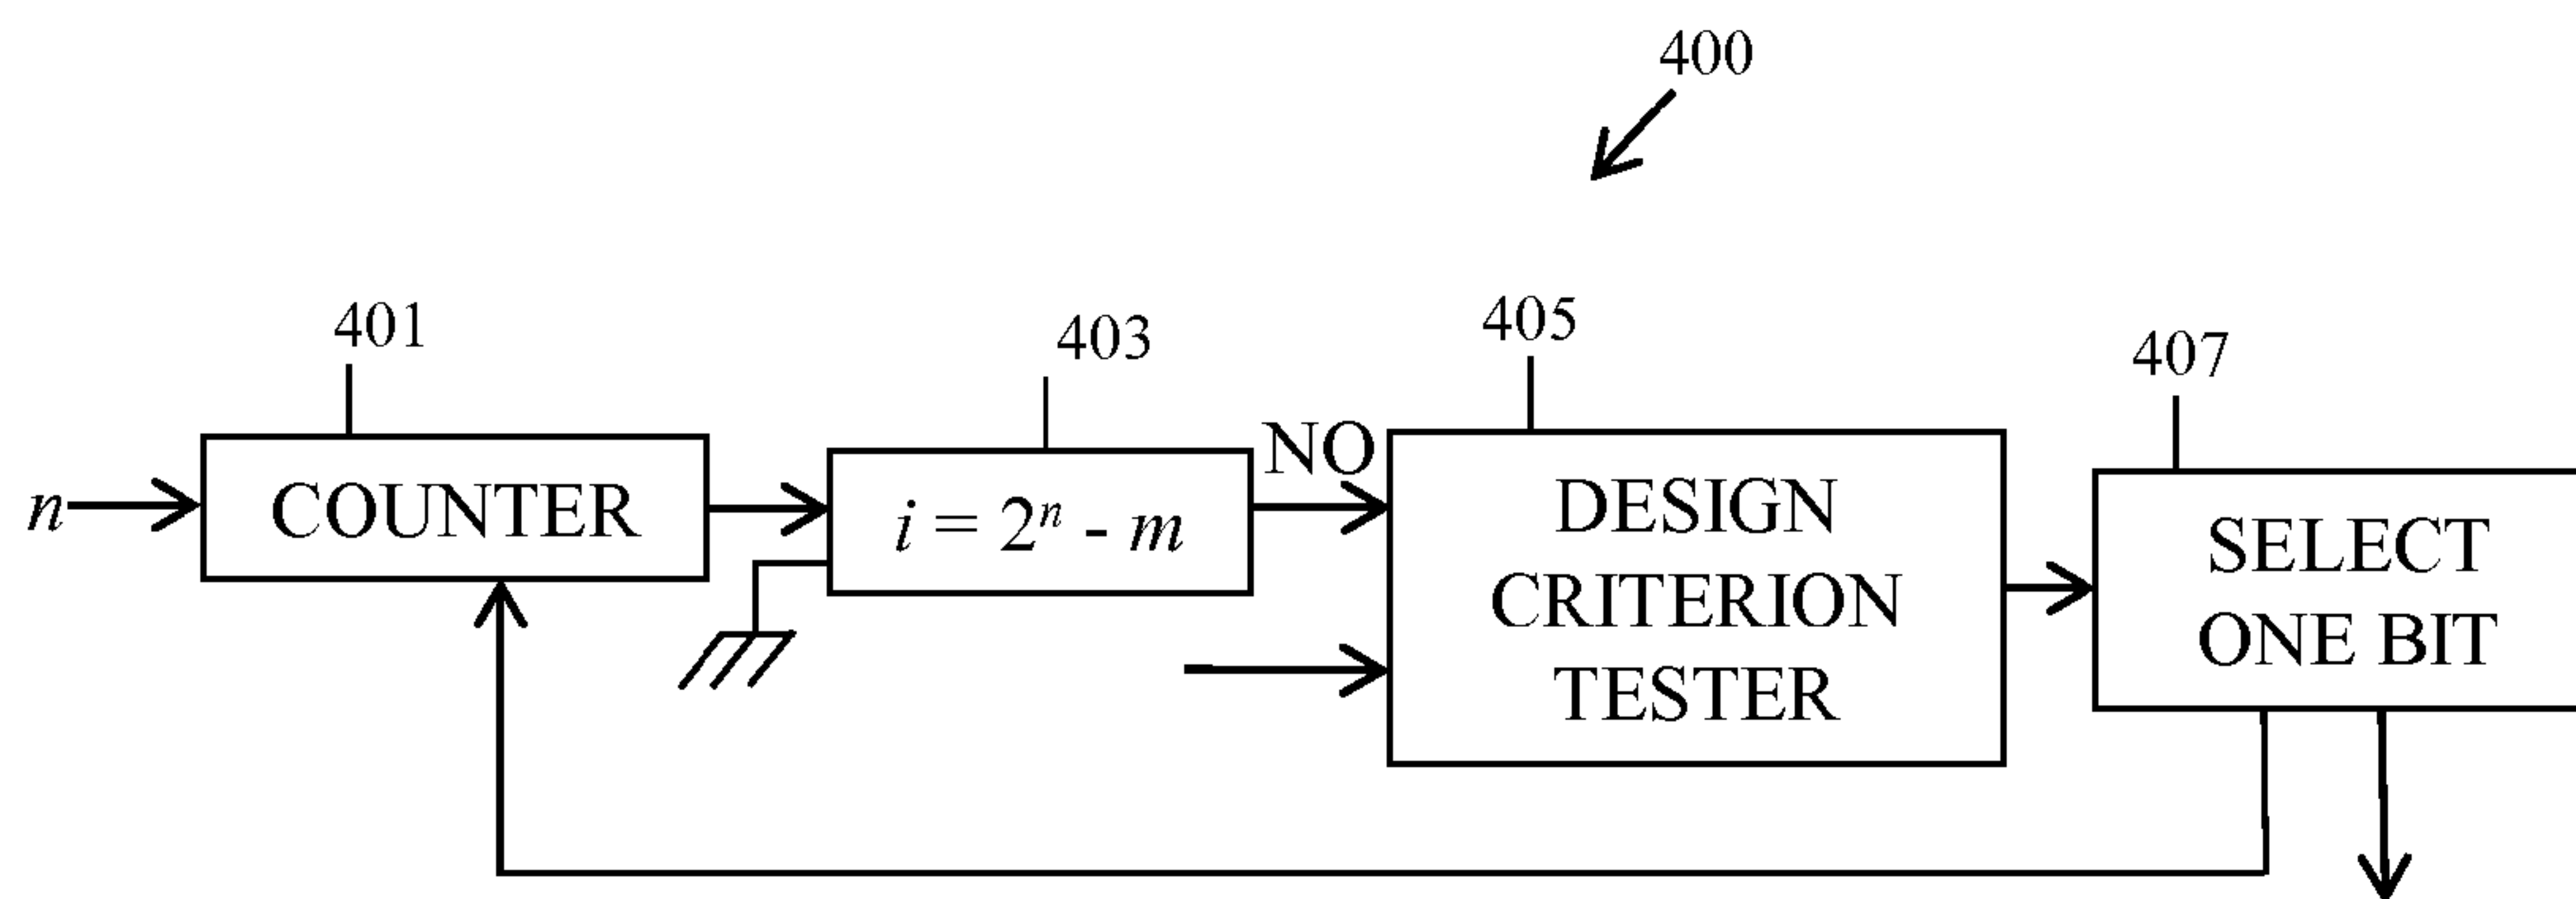 400
401
403
405
407
n
COUNTER
i = 2ⁿ - m
NO
DESIGN
CRITERION
TESTER
SELECT
ONE BIT